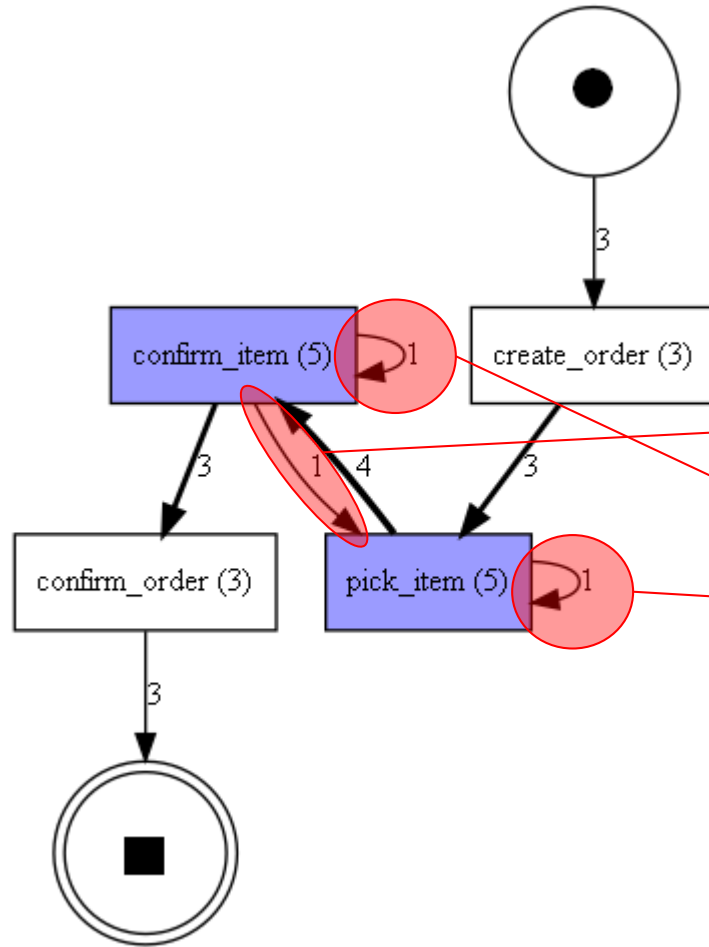 3
confirm_item (5)
1
create_order (3)
3
1
4
3
confirm_order (3)
pick_item (5)
1
3